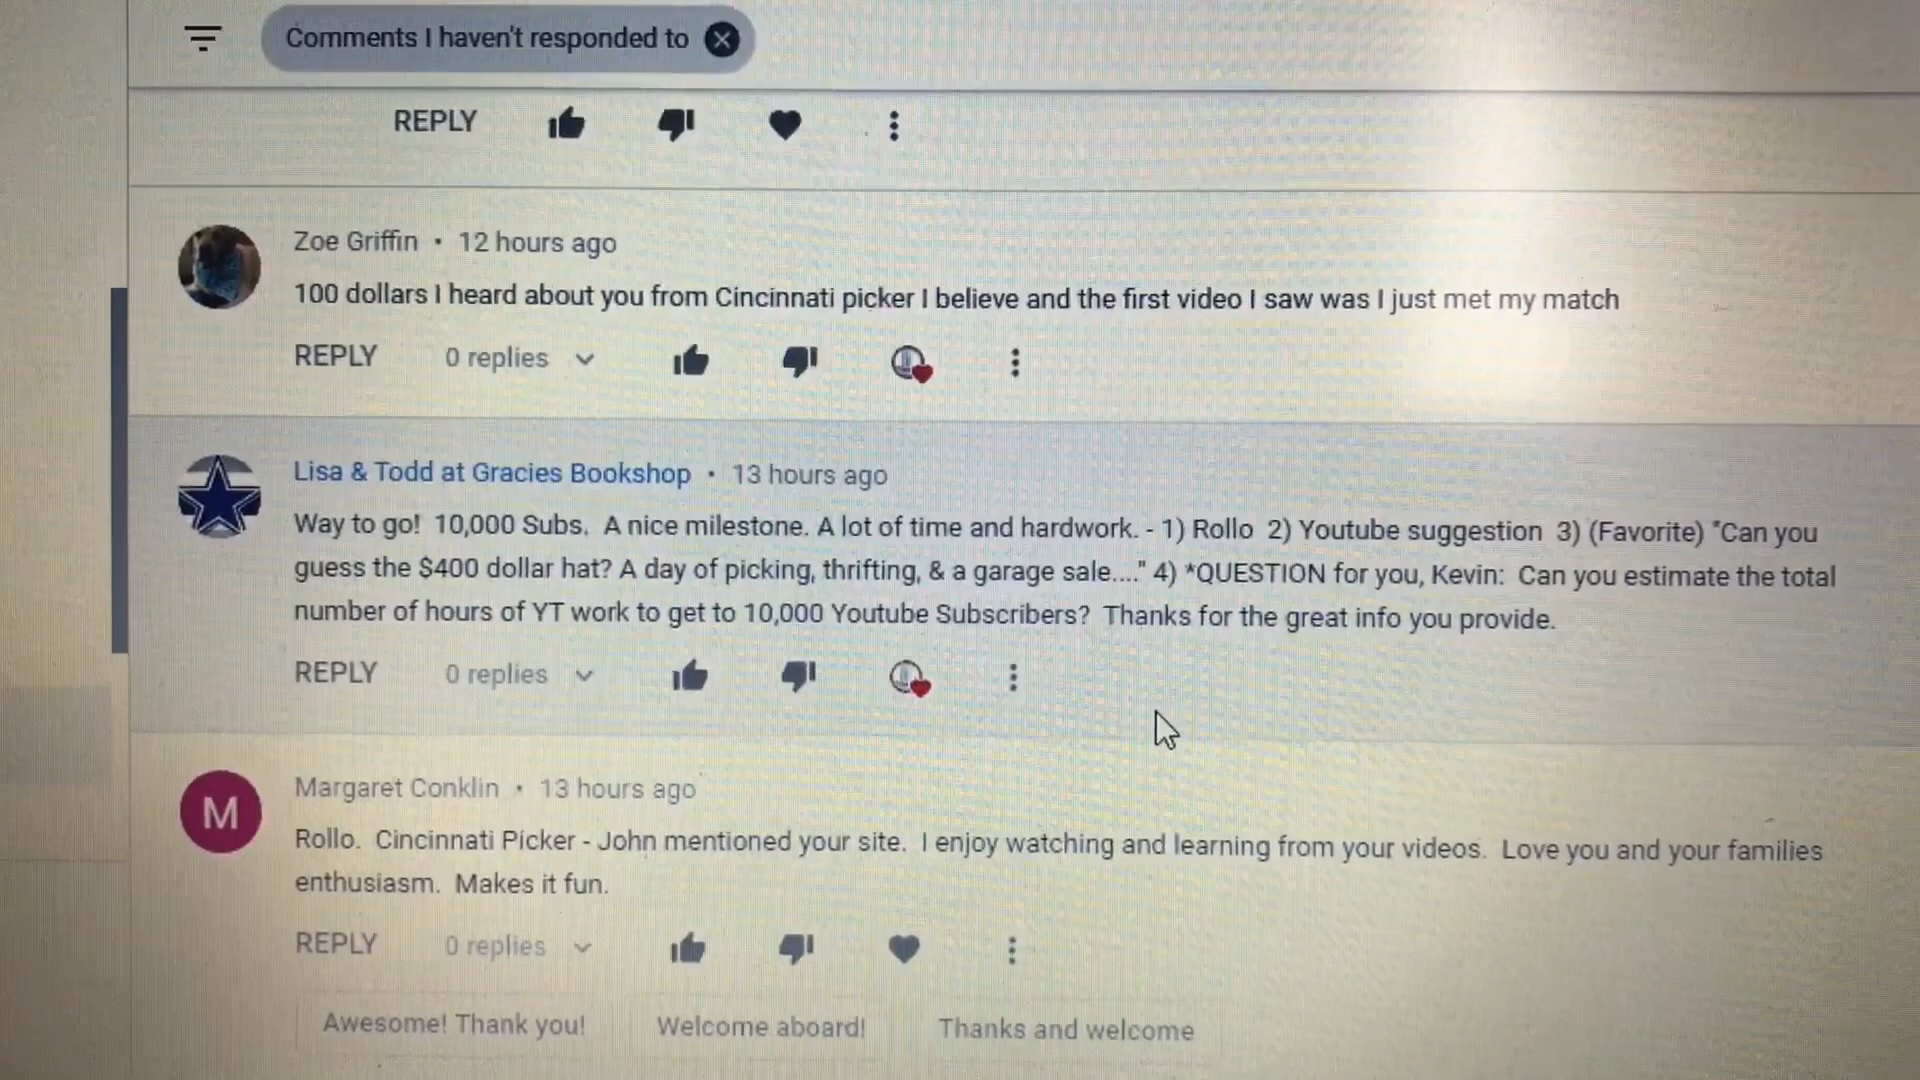 Comments I haven't responded to
REPLY
Zoe Griffin • 12 hours ago
100 dollars I heard about you from Cincinnati picker I believe and the first video I saw was I just met my match
REPLY 0 replies
Lisa & Todd at Gracies Bookshop • 13 hours ago
Way to go! 10,000 Subs. A nice milestone. A lot of time and hardwork. - 1) Rollo 2) Youtube suggestion 3) (Favorite) "Can you
guess the $400 dollar hat? A day of picking, thrifting, & a garage sale...." 4) *QUESTION for you, Kevin: Can you estimate the total
number of hours of YT work to get to 10,000 Youtube Subscribers? Thanks for the great info you provide.
REPLY 0 replies
M
Margaret Conklin • 13 hours ago
Rollo. Cincinnati Picker - John mentioned your site. I enjoy watching and learning from your videos. Love you and your families
enthusiasm. Makes it fun.
REPLY 0 replies
Awesome! Thank you! Welcome aboard! Thanks and welcome